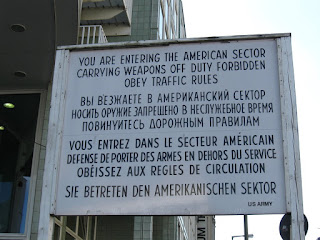 YOU ARE ENTERING THE AMERICAN SECTOR
CARRYING WEAPONS OFF DUTY FORBIDDEN
OBEY TRAFFIC RULES
ВЫ ВЪЕЗЖАЕТЕ В АМЕРИКАНСКИЙ СЕКТОР
НОСИТЬ ОРУЖИЕ ЗАПРЕЩЕНО В НЕСЛУЖЕБНОЕ ВРЕМЯ
ПОВИНУЙТЕСЬ ДОРОЖНЫМ ПРАВИЛАМ
VOUS ENTREZ DANS LE SECTEUR AMÉRICAIN
DÉFENSE DE PORTER DES ARMES EN DEHORS DU SERVICE
OBÉISSEZ AUX RÈGLES DE CIRCULATION
SIE BETRETEN DEN AMERIKANISCHEN SEKTOR
US ARMY